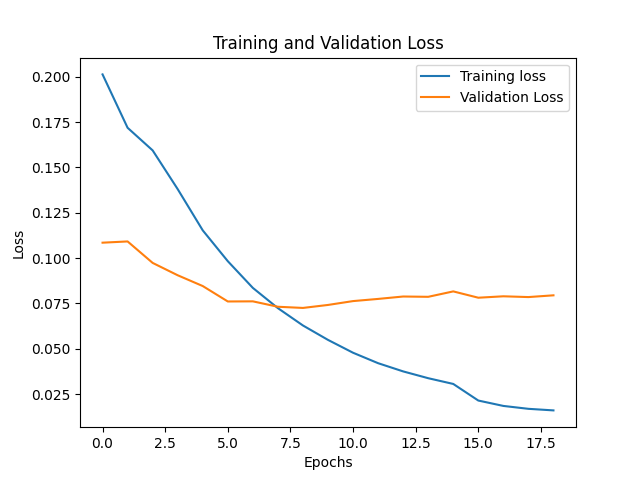 Training and Validation Loss
Training loss
Validation Loss
0.200
0.175
0.150
0.125
0.100
0.075
0.050
0.025
Loss
0.0 2.5 5.0 7.5 10.0 12.5 15.0 17.5
Epochs